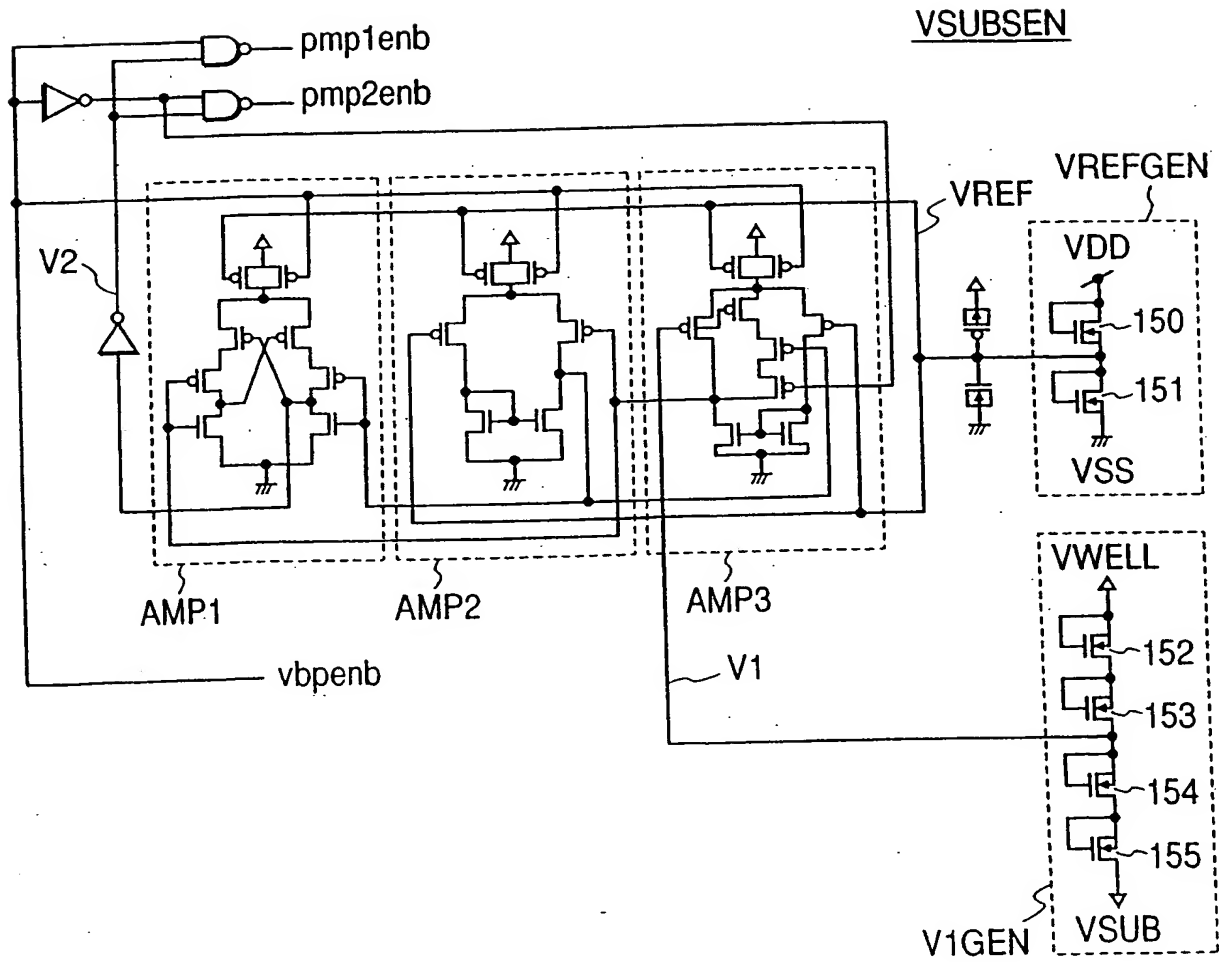 VSUBSEN
pmp1enb
pmp2enb
VREFGEN
VREF
VDD
V2
150
151
VSS
AMP1
AMP2
AMP3
VWELL
152
V1
vbpenb
153
154
155
VSUB
V1GEN